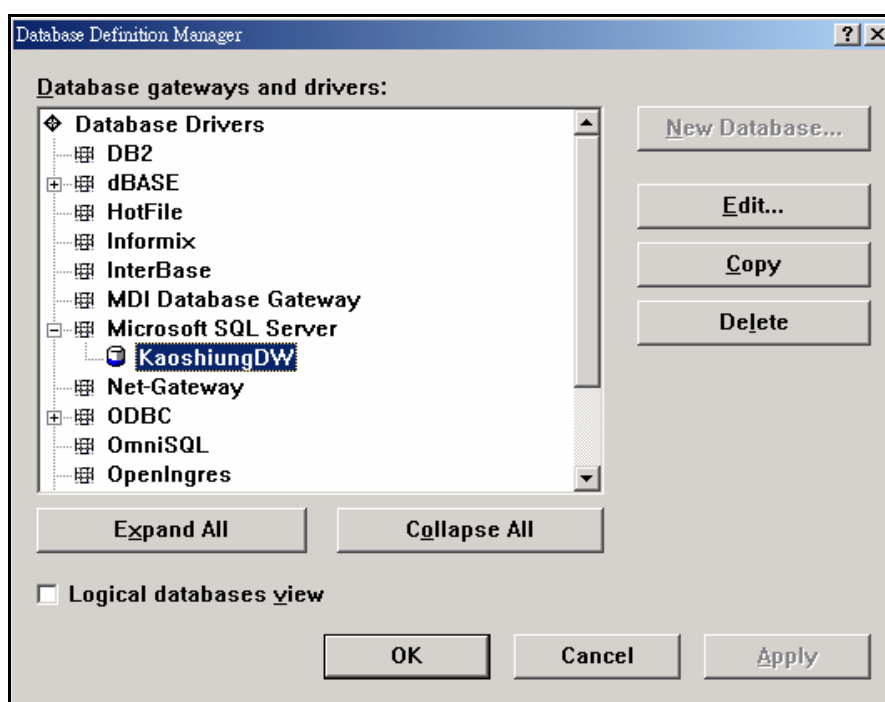 Database Definition Manager
Database gateways and drivers:
Database Drivers
DB2
dBASE
HotFile
Informix
InterBase
MDI Database Gateway
Microsoft SQL Server
KaoshiungDW
Net-Gateway
ODBC
OmniSQL
OpenIngres
New Database...
Edit...
Copy
Delete
Expand All
Collapse All
Logical databases view
OK
Cancel
Apply